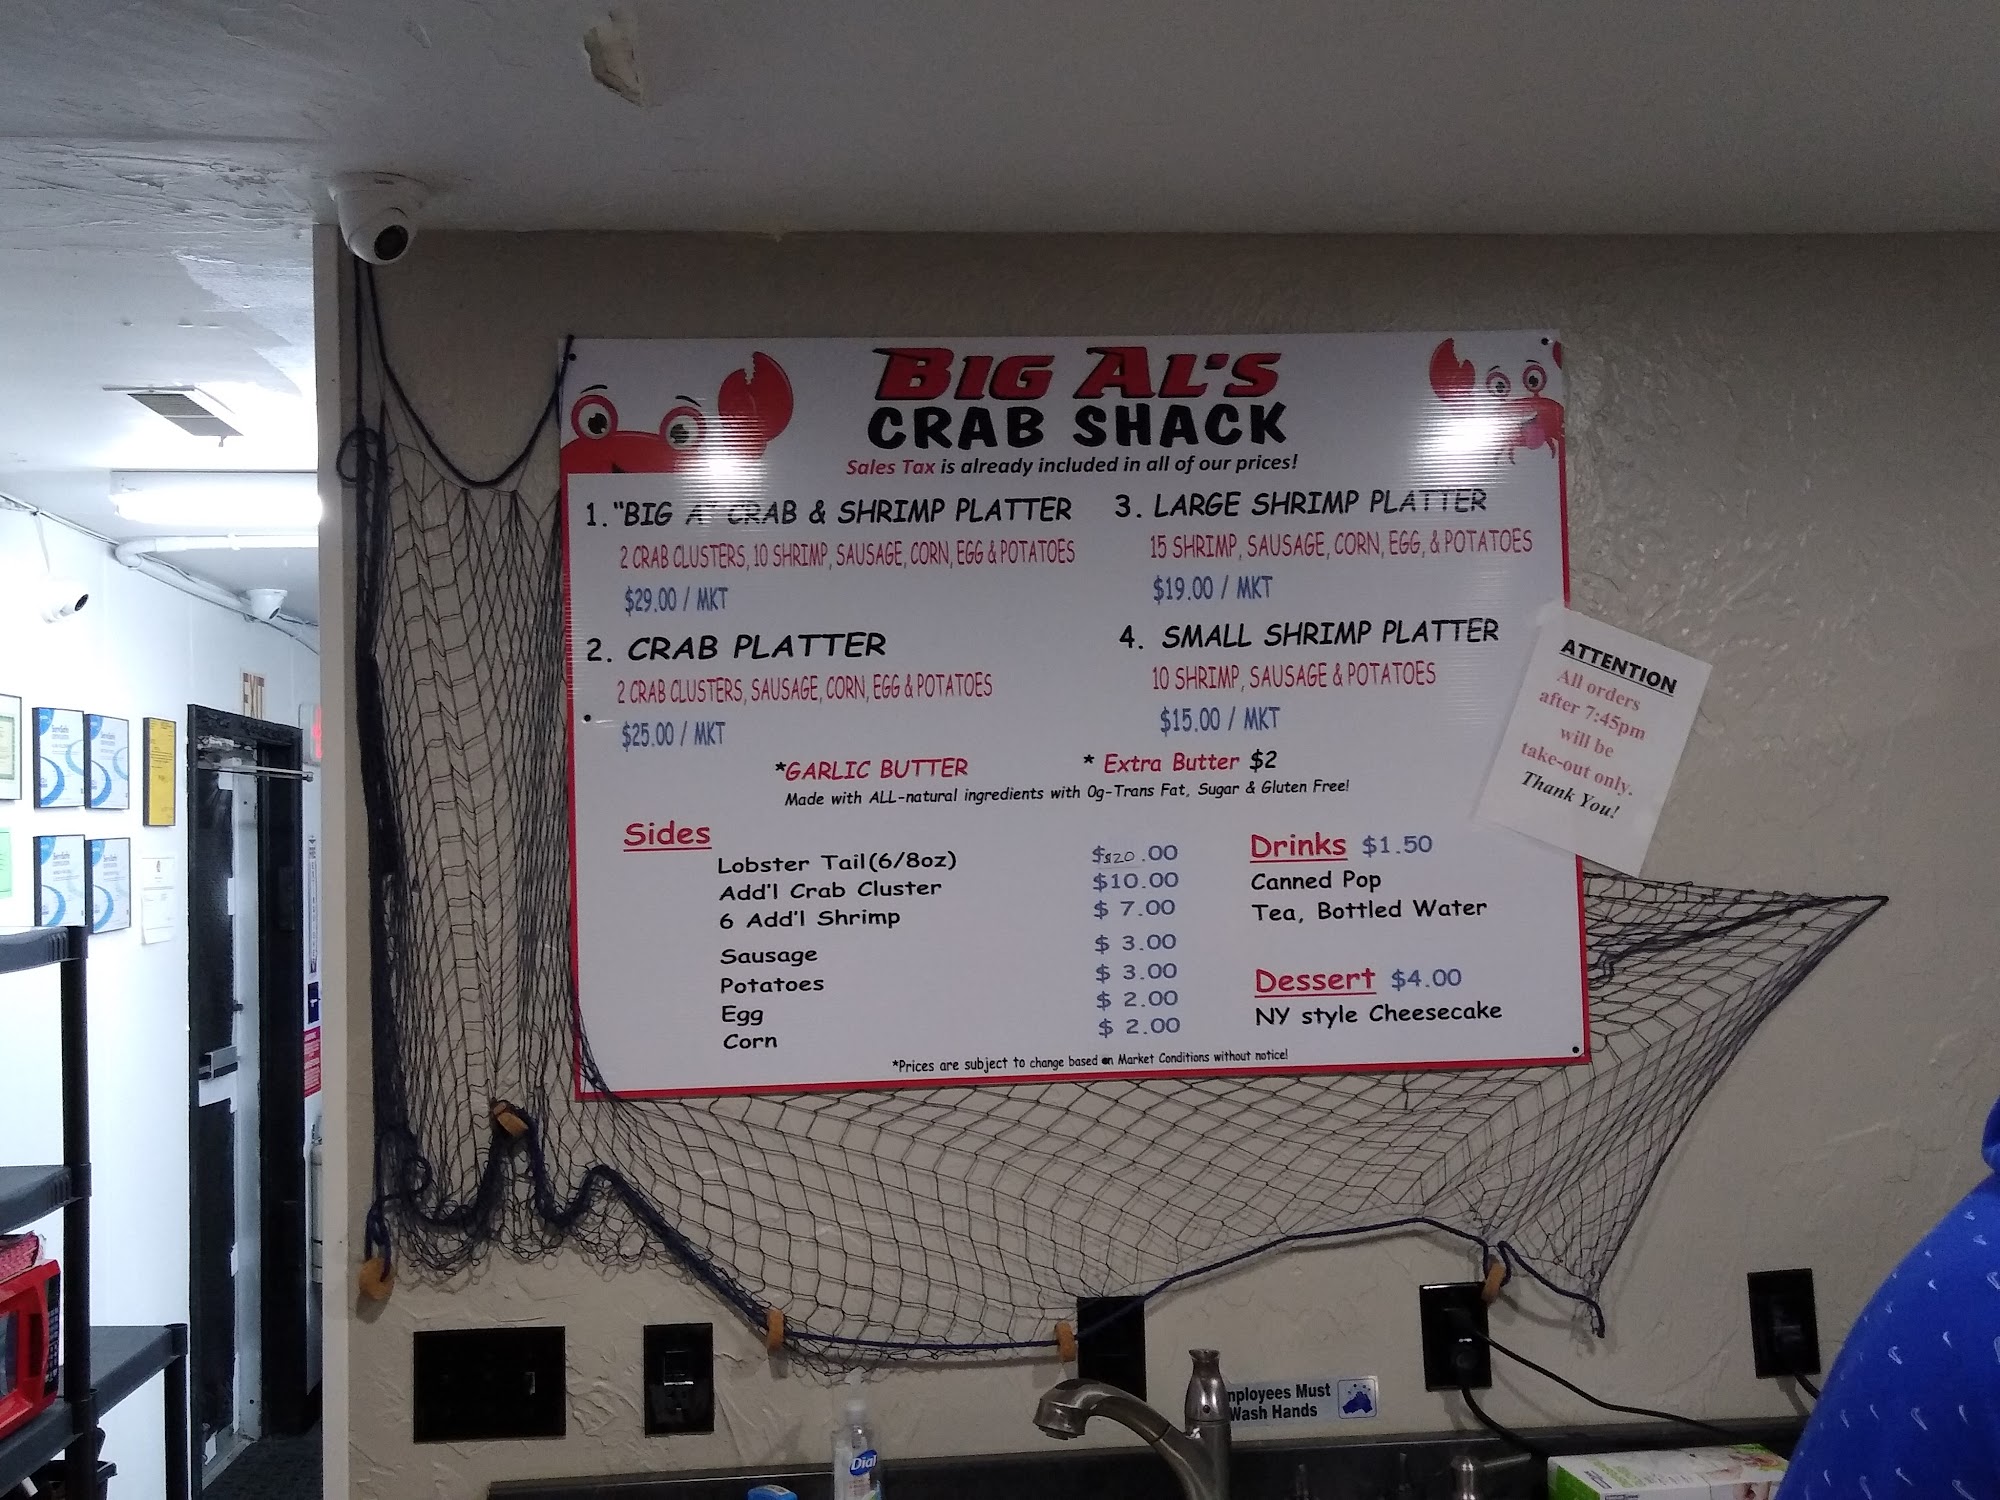 BIG AL'S
CRAB SHACK
Sales Tax is already included in all of our prices!
1. "BIG A" CRAB & SHRIMP PLATTER
2 CRAB CLUSTERS, 10 SHRIMP, SAUSAGE, CORN, EGG & POTATOES
$29.00 / MKT
2. CRAB PLATTER
2 CRAB CLUSTERS, SAUSAGE, CORN, EGG & POTATOES
$25.00 / MKT
3. LARGE SHRIMP PLATTER
15 SHRIMP, SAUSAGE, CORN, EGG, & POTATOES
$19.00 / MKT
4. SMALL SHRIMP PLATTER
10 SHRIMP, SAUSAGE & POTATOES
$15.00 / MKT
*GARLIC BUTTER * Extra Butter $2
Made with ALL-natural ingredients with 0g-Trans Fat, Sugar & Gluten Free!
Sides
Lobster Tail(6/8oz) $20.00
Add'l Crab Cluster $10.00
6 Add'l Shrimp $ 7.00
Sausage $ 3.00
Potatoes $ 3.00
Egg $ 2.00
Corn $ 2.00
Drinks $1.50
Canned Pop
Tea, Bottled Water
Dessert $4.00
NY style Cheesecake
*Prices are subject to change based on Market Conditions without notice!
ATTENTION
All orders
after 7:45pm
will be
take-out only.
Thank You!
EXIT
mployees Must
Wash Hands
Dial